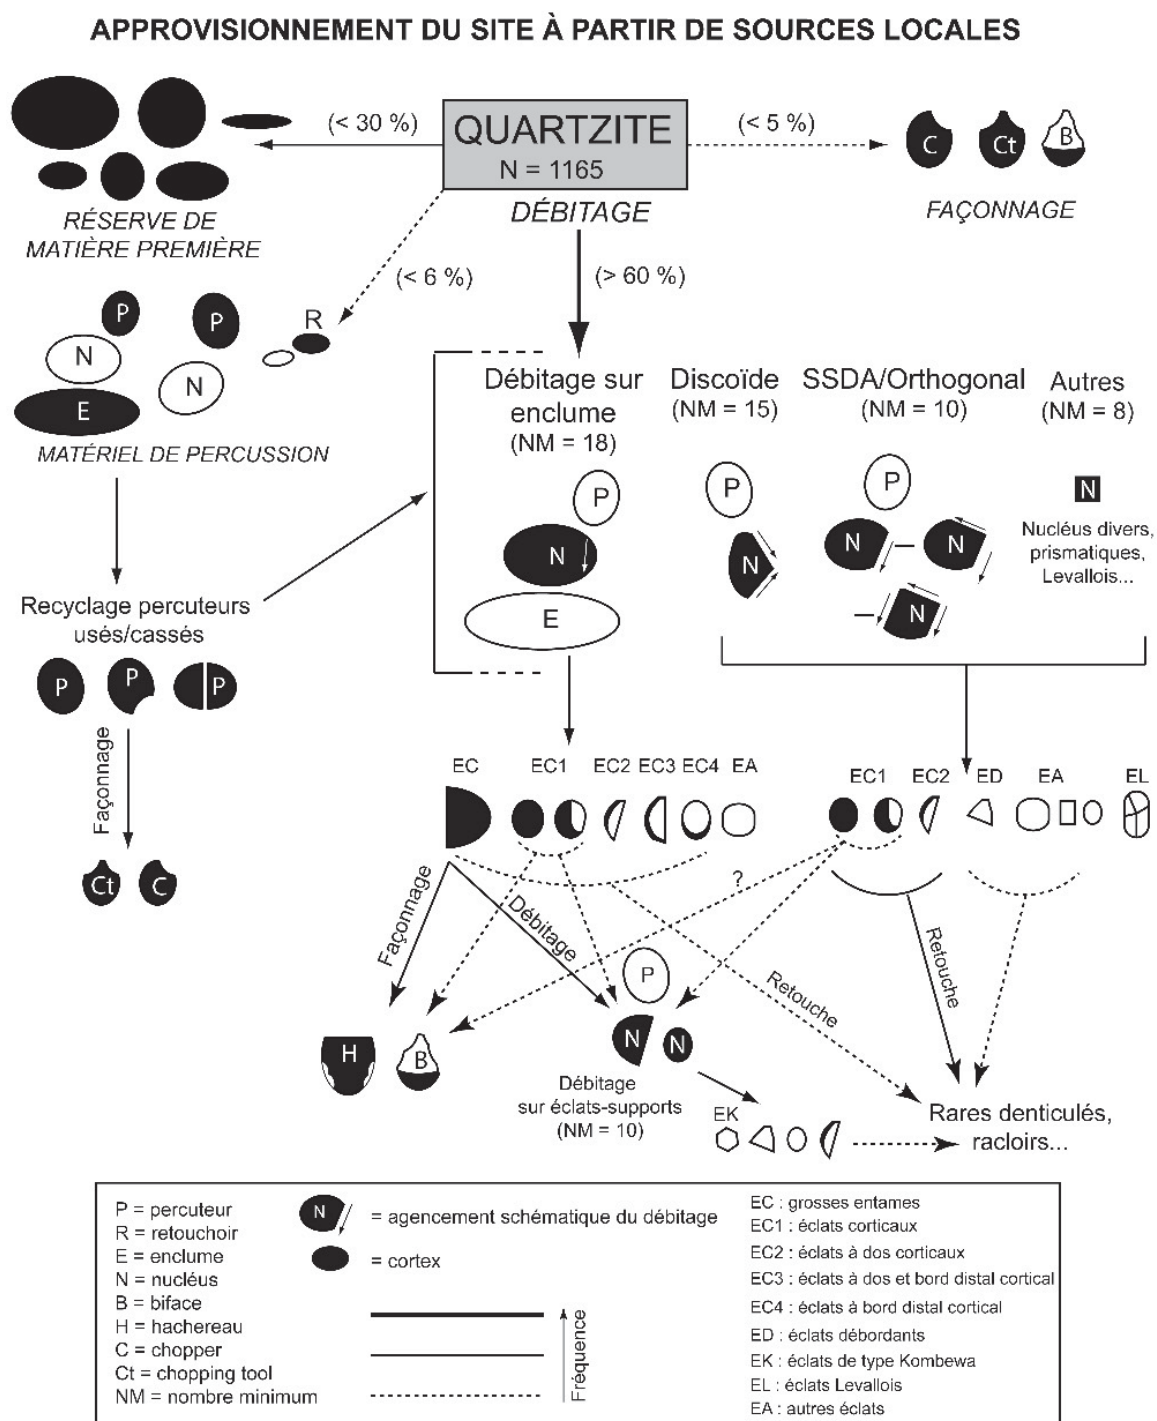 APPROVISIONNEMENT DU SITE À PARTIR DE SOURCES LOCALES
(< 30 %)
QUARTZITE
N = 1165
(< 5 %)
C
Ct
B
RÉSERVE DE
MATIÈRE PREMIÈRE
DÉBITAGE
FAÇONNAGE
(< 6 %)
(> 60 %)
P
P
R
N
N
E
MATÉRIEL DE PERCUSSION
Débitage sur
enclume
(NM = 18)
Discoïde
(NM = 15)
SSDA/Orthogonal
(NM = 10)
Autres
(NM = 8)
P
N
E
P
N
P
N
N
N
N
Nucléus divers,
prismatiques,
Levallois...
Recyclage percuteurs
usés/cassés
P
P
P
Façonnage
Ct
C
EC
EC1
EC2
EC3
EC4
EA
EC1
EC2
ED
EA
EL
?
Façonnage
Débitage
Retouche
Retouche
H
B
P
N
N
Débitage
sur éclats-supports
(NM = 10)
EK
Rares denticulés,
racloirs...
P = percuteur
R = retouchoir
E = enclume
N = nucléus
B = biface
H = hachereau
C = chopper
Ct = chopping tool
NM = nombre minimum
N
= agencement schématique du débitage
= cortex
Fréquence
EC : grosses entames
EC1 : éclats corticaux
EC2 : éclats à dos corticaux
EC3 : éclats à dos et bord distal cortical
EC4 : éclats à bord distal cortical
ED : éclats débordants
EK : éclats de type Kombewa
EL : éclats Levallois
EA : autres éclats